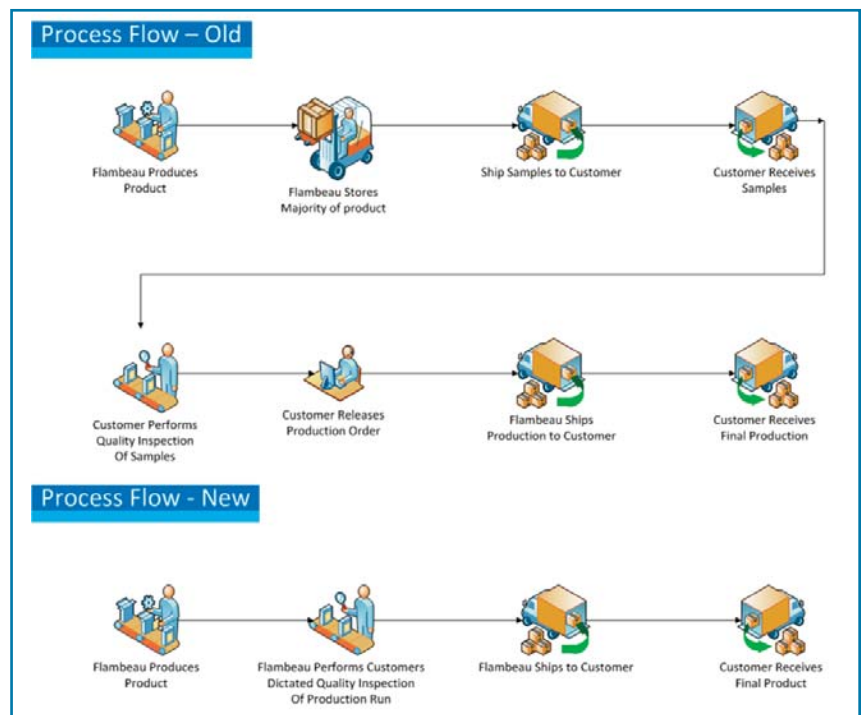 Process Flow – Old
Flambeau Produces
Product
Flambeau Stores
Majority of product
Ship Samples to Customer
Customer Receives
Samples
Customer Performs
Quality Inspection
Of Samples
Customer Releases
Production Order
Flambeau Ships
Production to Customer
Customer Receives
Final Production
Process Flow - New
Flambeau Produces
Product
Flambeau Performs Customers
Dictated Quality Inspection
Of Production Run
Flambeau Ships to Customer
Customer Receives
Final Product